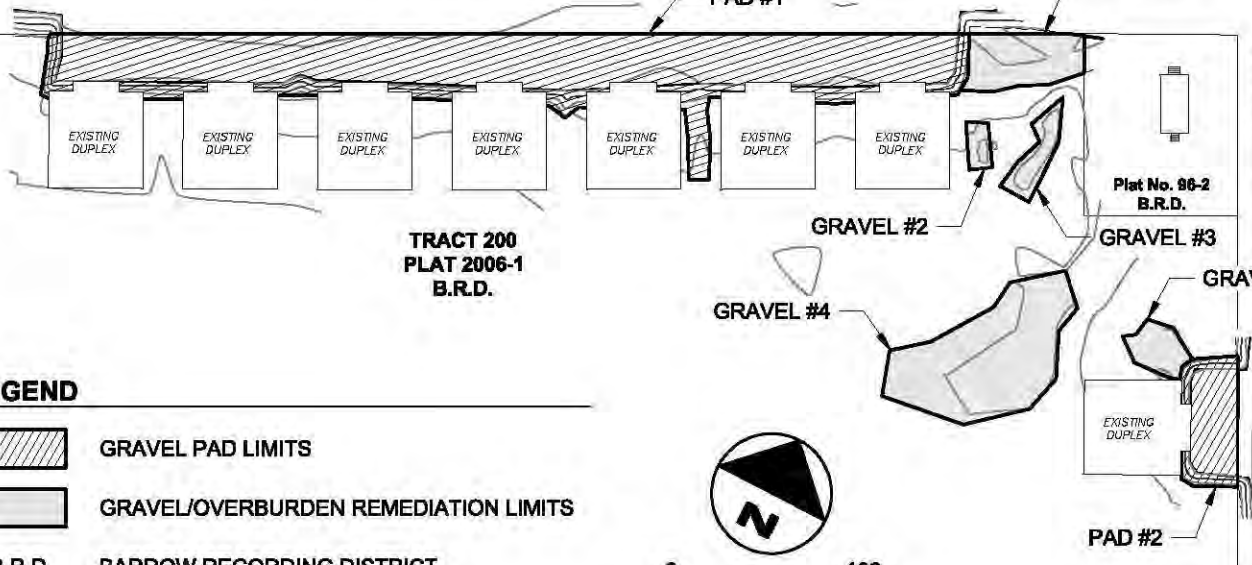 PAD #1
EXISTING
DUPLEX
EXISTING
DUPLEX
EXISTING
DUPLEX
EXISTING
DUPLEX
EXISTING
DUPLEX
EXISTING
DUPLEX
EXISTING
DUPLEX
Plat No. 96-2
B.R.D.
GRAVEL #2
GRAVEL #3
TRACT 200
PLAT 2006-1
B.R.D.
GRAVEL #4
GRAV
GEND
GRAVEL PAD LIMITS
GRAVEL/OVERBURDEN REMEDIATION LIMITS
EXISTING
DUPLEX
N
PAD #2
BARROW RECORDING DISTRICT